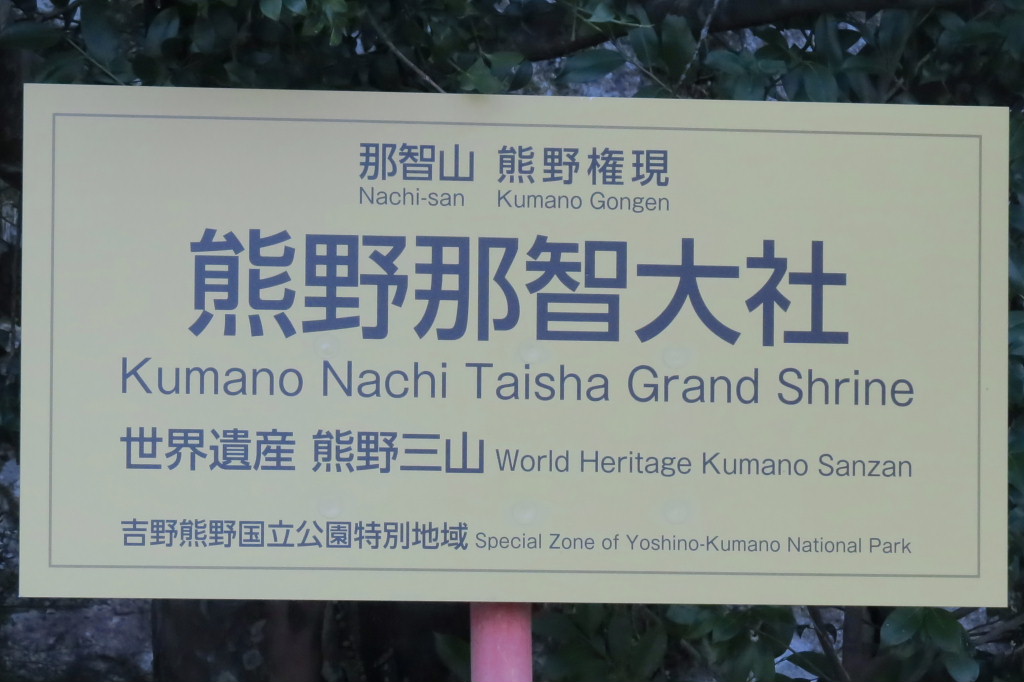 那智山 熊野権現
Nachi-san Kumano Gongen
熊野那智大社
Kumano Nachi Taisha Grand Shrine
世界遺産 熊野三山 World Heritage Kumano Sanzan
吉野熊野国立公園特別地域 Special Zone of Yoshino-Kumano National Park